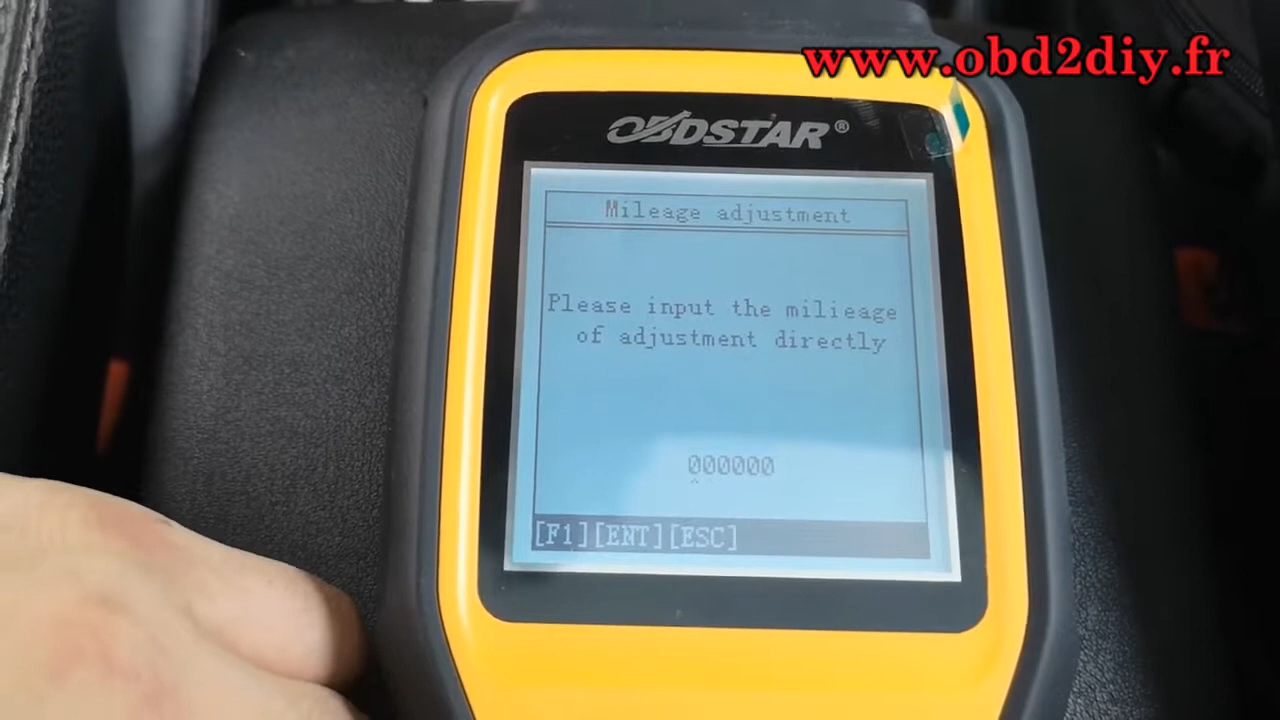 www.obd2diy.fr
OBDSTAR®
Mileage adjustment
Please input the milieage
of adjustment directly
000000
[F1][ENT][ESC]